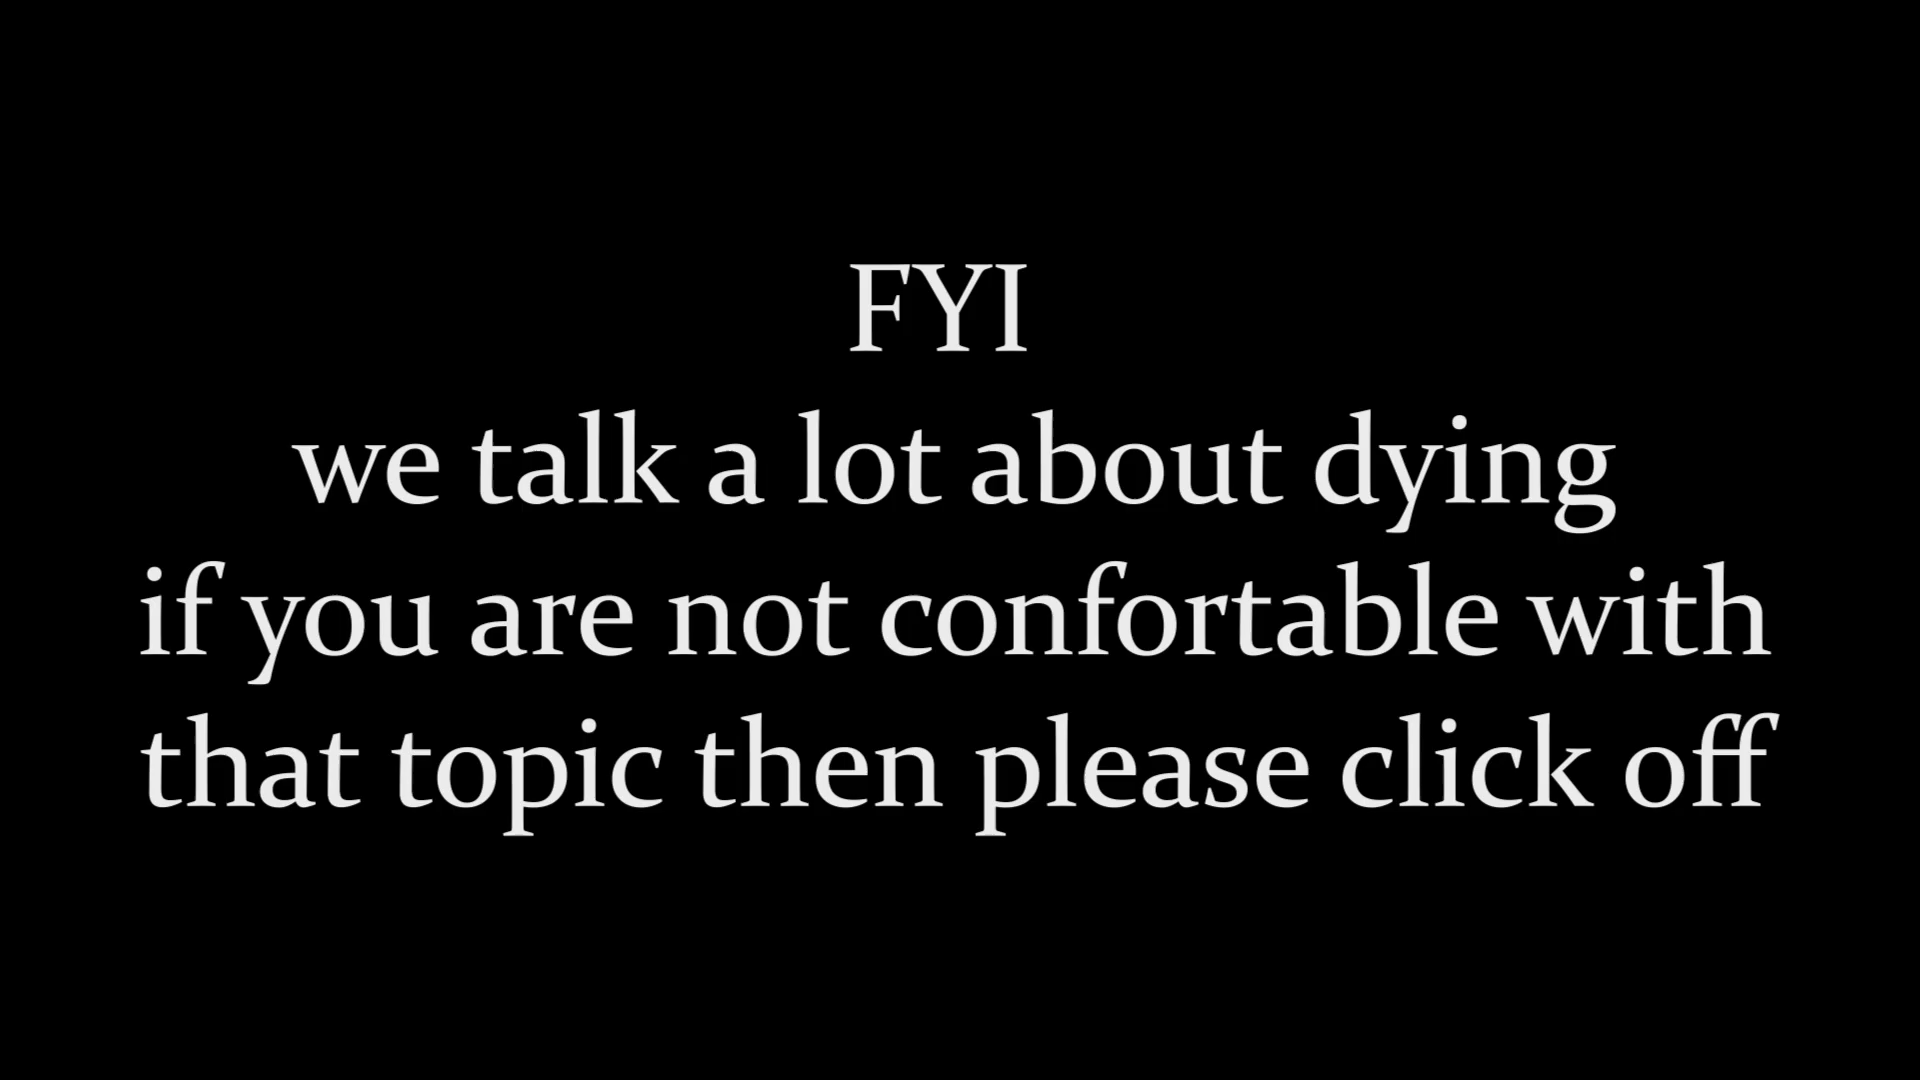 FYI
we talk a lot about dying
if you are not confortable with
that topic then please click off